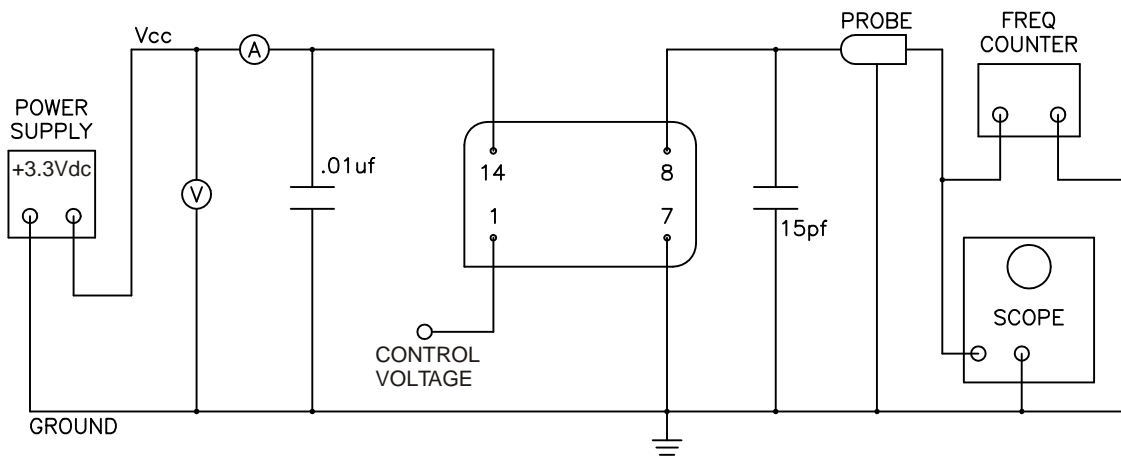 Vcc
A
PROBE
FREQ
COUNTER
POWER
SUPPLY
+3.3Vdc
V
.01uf
14
8
1
7
15pf
SCOPE
CONTROL
VOLTAGE
GROUND